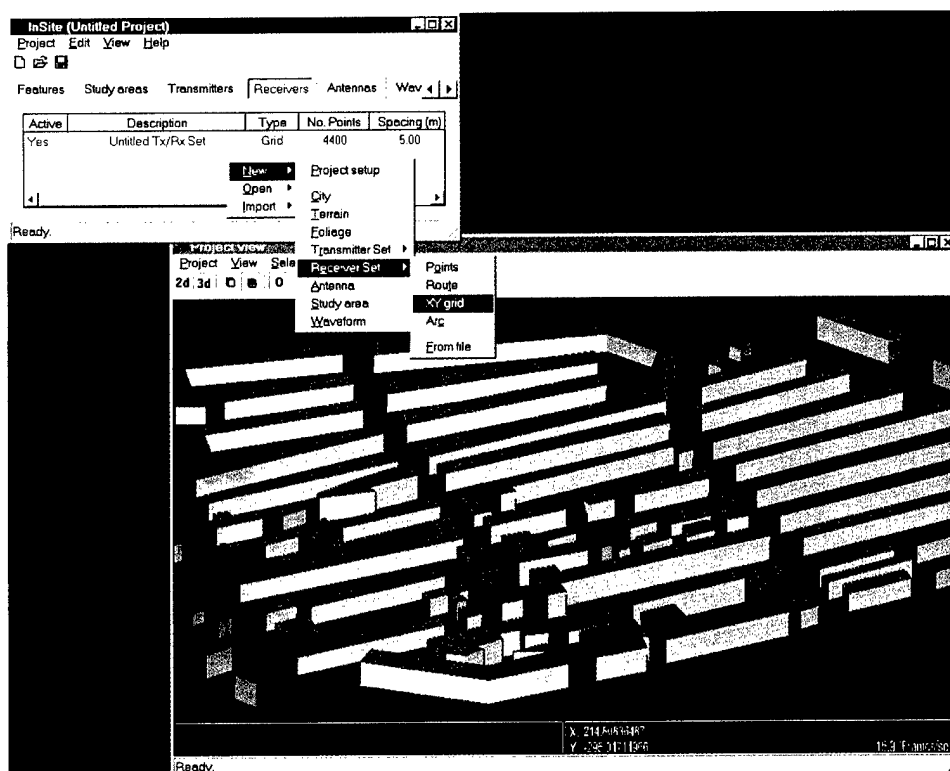 InSite (Untitled Project)
Project Edit View Help
Features Study areas Transmitters Receivers Antennas Wav
Active Description Type No. Points Spacing (m)
Yes Untitled Tx/Rx Set Grid 4400 5.00
New
Open
Import
Project setup
City
Terrain
Foliage
Transmitter Set
Receiver Set
Antenna
Study area
Waveform
Points
Route
XY grid
Arc
From file
Ready.
Project view
Project View Sele
2d 3d 0
X:
Y:
Ready.